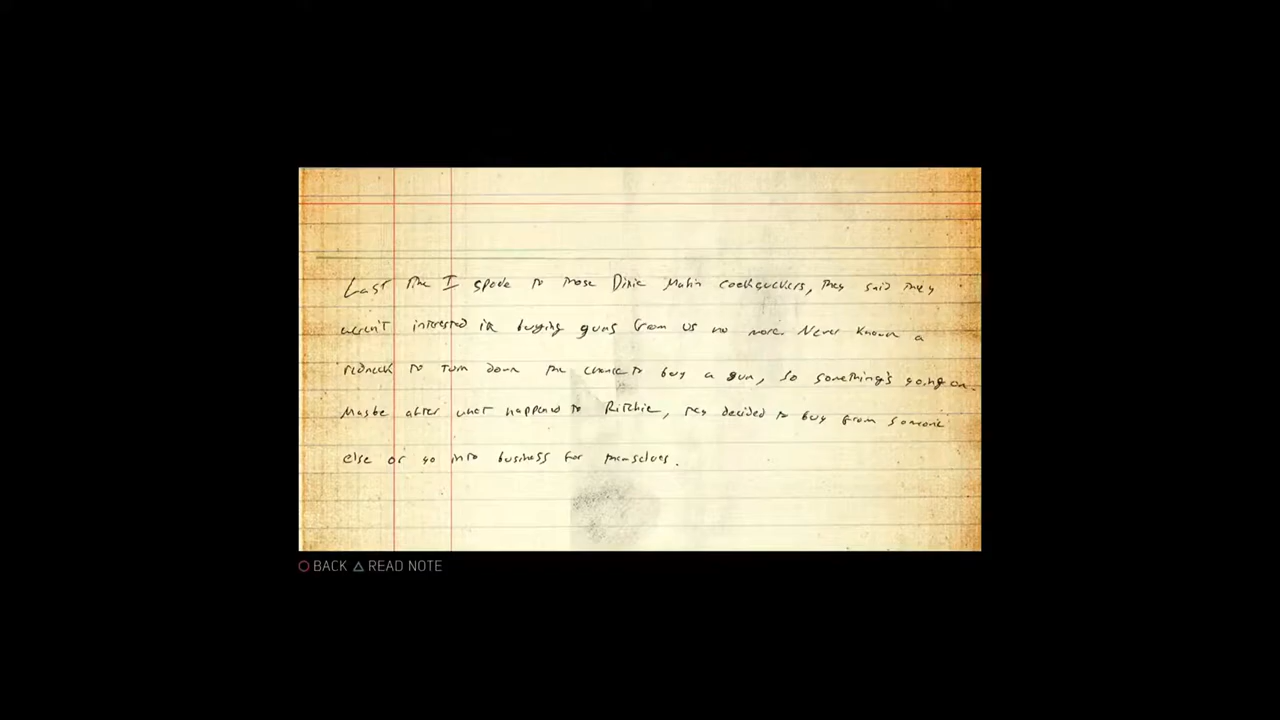 Last time I spoke to those Dixie Mafia cocksuckers, they said they
weren't interested in buying guns from us no more. Never known a
redneck to turn down the chance to buy a gun, so something's going on.
Maybe after what happened to Ritchie, they decided to buy from someone
else or go into business for themselves.
BACK READ NOTE